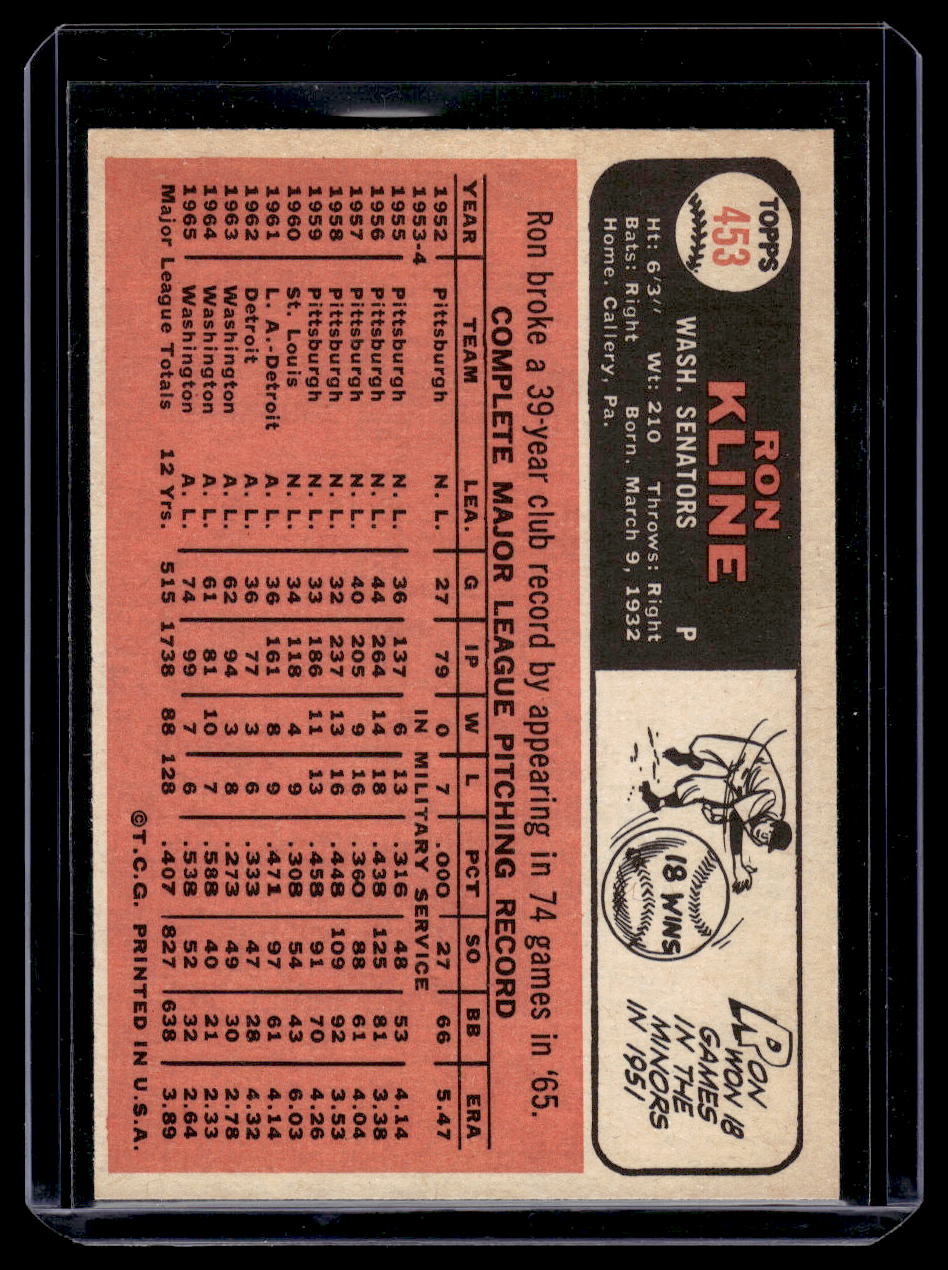 TOPPS
453
RON
KLINE
WASH. SENATORS P
Ht: 6'3" Wt: 210 Throws: Right
Bats: Right Born. March 9, 1932
Home. Callery, Pa.
18 WINS
RON
WON 18
GAMES
IN THE
MINORS
IN 1951
Ron broke a 39-year club record by appearing in 74 games in '65.
COMPLETE MAJOR LEAGUE PITCHING RECORD
YEAR TEAM LEA. G IP W L PCT SO BB ERA
1952 Pittsburgh N. L. 27 79 0 7 .000 27 66 5.47
1953-4 IN MILITARY SERVICE
1955 Pittsburgh N. L. 36 137 6 13 .316 48 53 4.14
1956 Pittsburgh N. L. 44 264 14 18 .438 125 81 3.38
1957 Pittsburgh N. L. 40 205 9 16 .360 88 61 4.04
1958 Pittsburgh N. L. 32 237 13 16 .448 109 92 3.53
1959 Pittsburgh N. L. 33 186 11 13 .458 91 70 4.26
1960 St. Louis N. L. 34 118 4 9 .308 54 43 6.03
1961 L. A.-Detroit A. L. 36 161 8 9 .471 97 61 4.14
1962 Detroit A. L. 36 77 3 6 .333 47 28 4.32
1963 Washington A. L. 62 94 3 8 .273 49 30 2.78
1964 Washington A. L. 61 81 10 7 .588 40 21 2.33
1965 Washington A. L. 74 99 7 6 .538 52 32 2.64
Major League Totals 12 Yrs. 515 1738 88 128 .407 827 638 3.89
©T.C.G. PRINTED IN U.S.A.